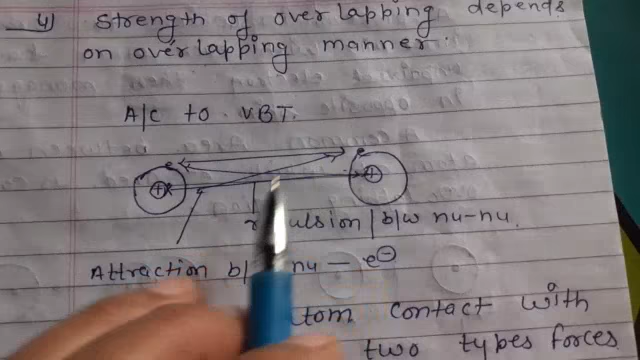 4) Strength of overlapping depends
on overlapping manner.
A/c to VBT.
e e
+ +
repulsion b/w nu-nu.
Attraction b/ nu - e⊖
tom contact with
two types forces